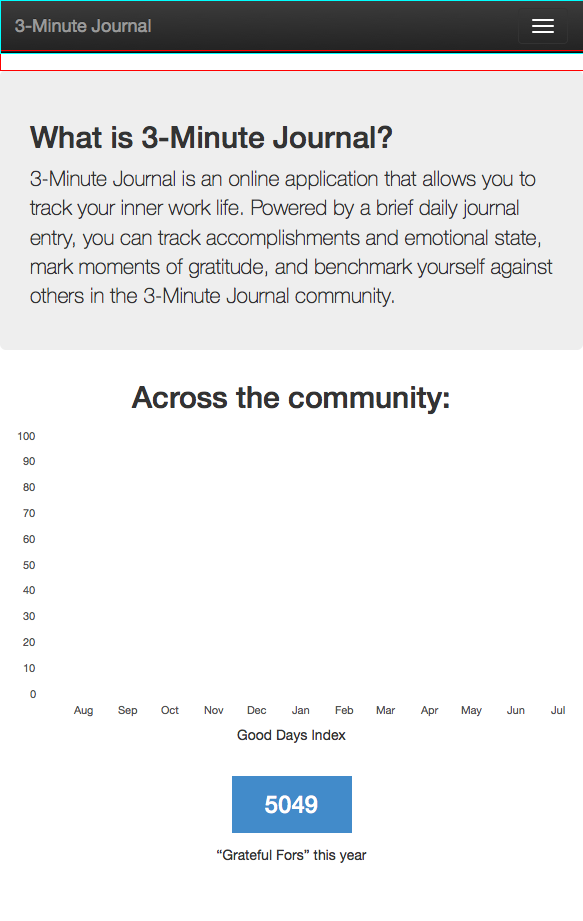 3-Minute Journal
What is 3-Minute Journal?
3-Minute Journal is an online application that allows you to
track your inner work life. Powered by a brief daily journal
entry, you can track accomplishments and emotional state,
mark moments of gratitude, and benchmark yourself against
others in the 3-Minute Journal community.
Across the community:
100
90
80
70
60
50
40
30
20
10
0
Aug Sep Oct Nov Dec Jan Feb Mar Apr May Jun Jul
Good Days Index
5049
“Grateful Fors” this year